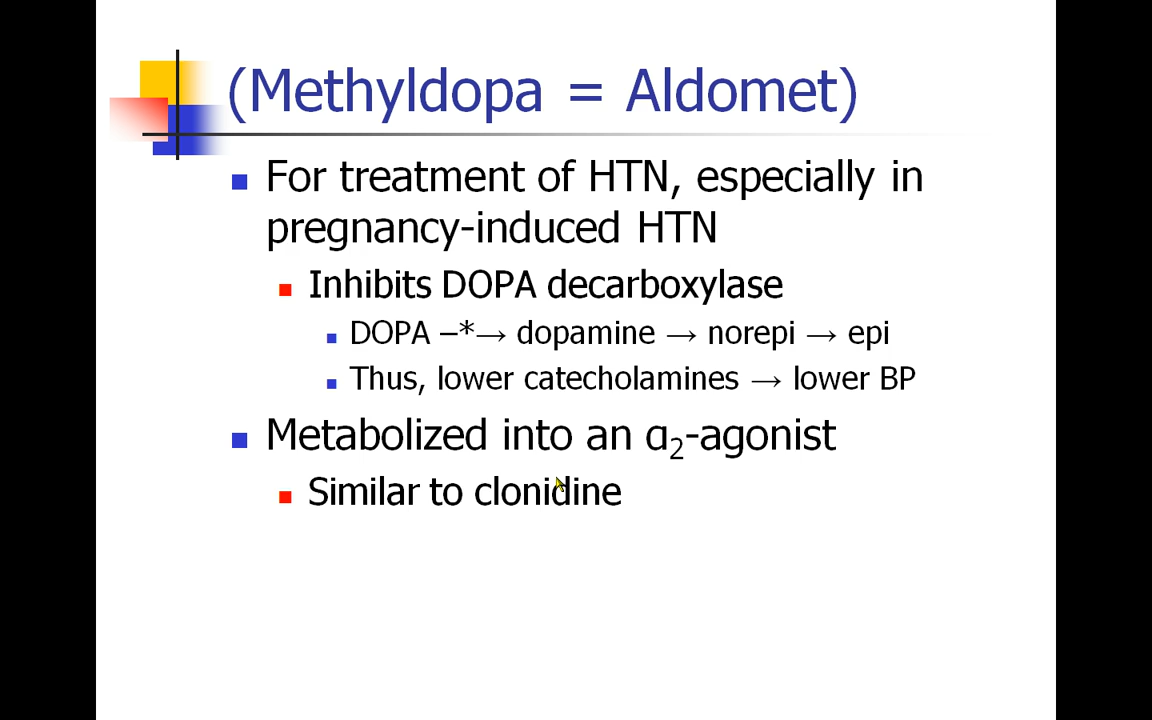 (Methyldopa = Aldomet)
For treatment of HTN, especially in
pregnancy-induced HTN
Inhibits DOPA decarboxylase
DOPA –*→ dopamine → norepi → epi
Thus, lower catecholamines → lower BP
Metabolized into an α₂-agonist
Similar to clonidine